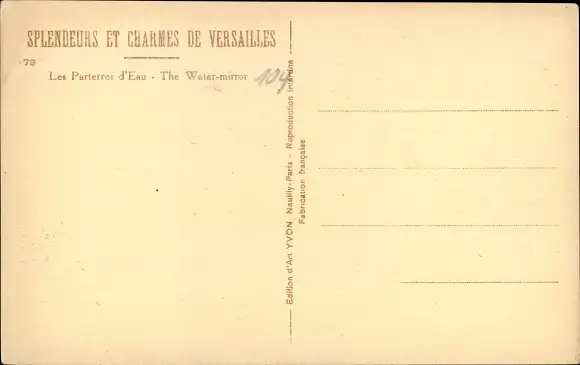 SPLENDEURS ET CHARMES DE VERSAILLES
79
Les Parterres d'Eau - The Water-mirror
Edition d'Art YVON, Neuilly-Paris - Reproduction interdite
Fabrication française